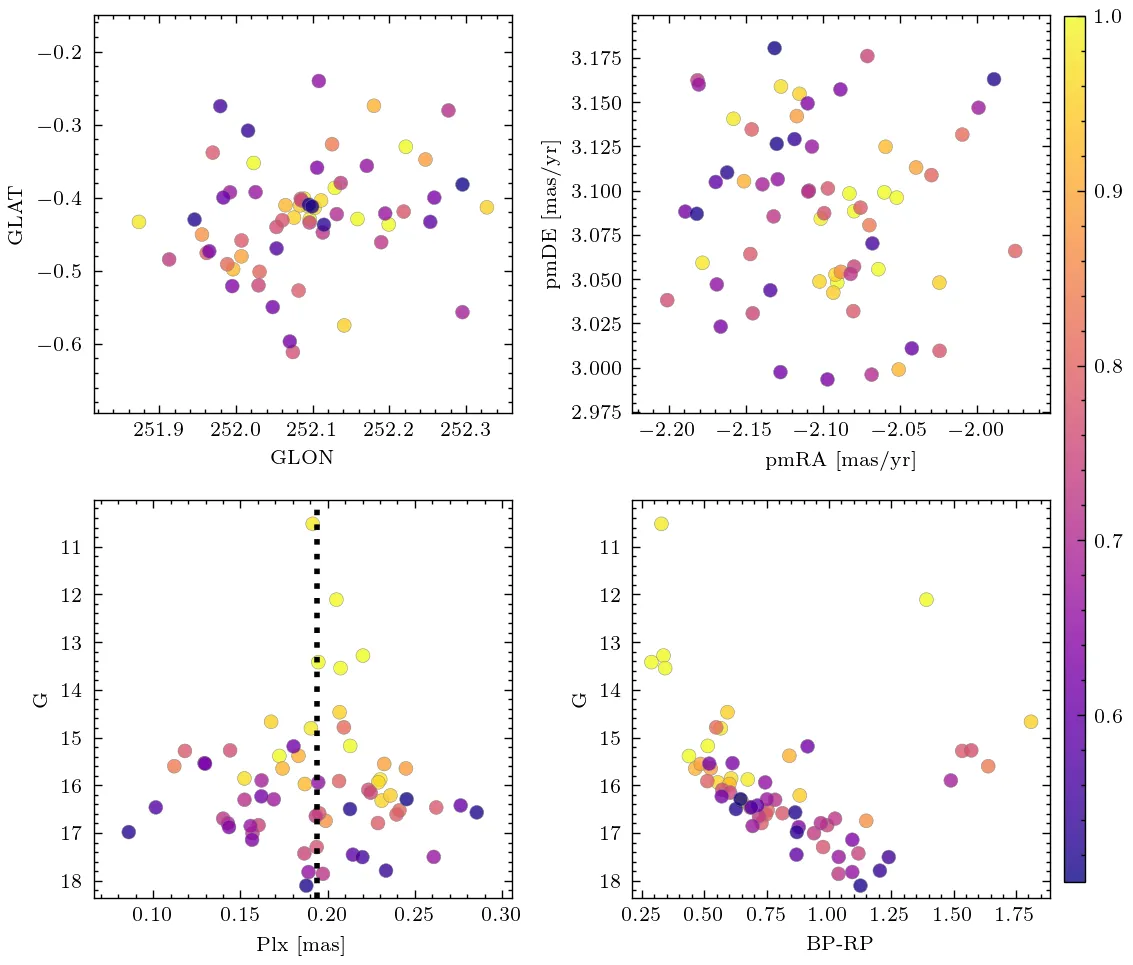 −0.2
−0.3
−0.4
−0.5
−0.6
GLAT
251.9 252.0 252.1 252.2 252.3
GLON
3.175
3.150
3.125
3.100
3.075
3.050
3.025
3.000
2.975
pmDE [mas/yr]
−2.20 −2.15 −2.10 −2.05 −2.00
pmRA [mas/yr]
1.0
0.9
0.8
0.7
0.6
11
12
13
14
15
16
17
18
G
0.10 0.15 0.20 0.25 0.30
Plx [mas]
11
12
13
14
15
16
17
18
G
0.25 0.50 0.75 1.00 1.25 1.50 1.75
BP-RP